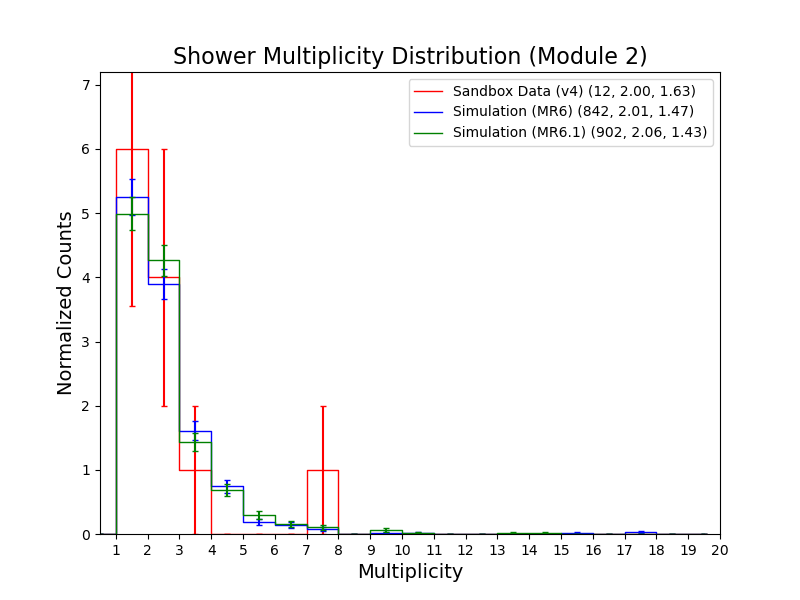 Shower Multiplicity Distribution (Module 2)
Sandbox Data (v4) (12, 2.00, 1.63)
Simulation (MR6) (842, 2.01, 1.47)
Simulation (MR6.1) (902, 2.06, 1.43)
Normalized Counts
7
6
5
4
3
2
1
0
1 2 3 4 5 6 7 8 9 10 11 12 13 14 15 16 17 18 19 20
Multiplicity